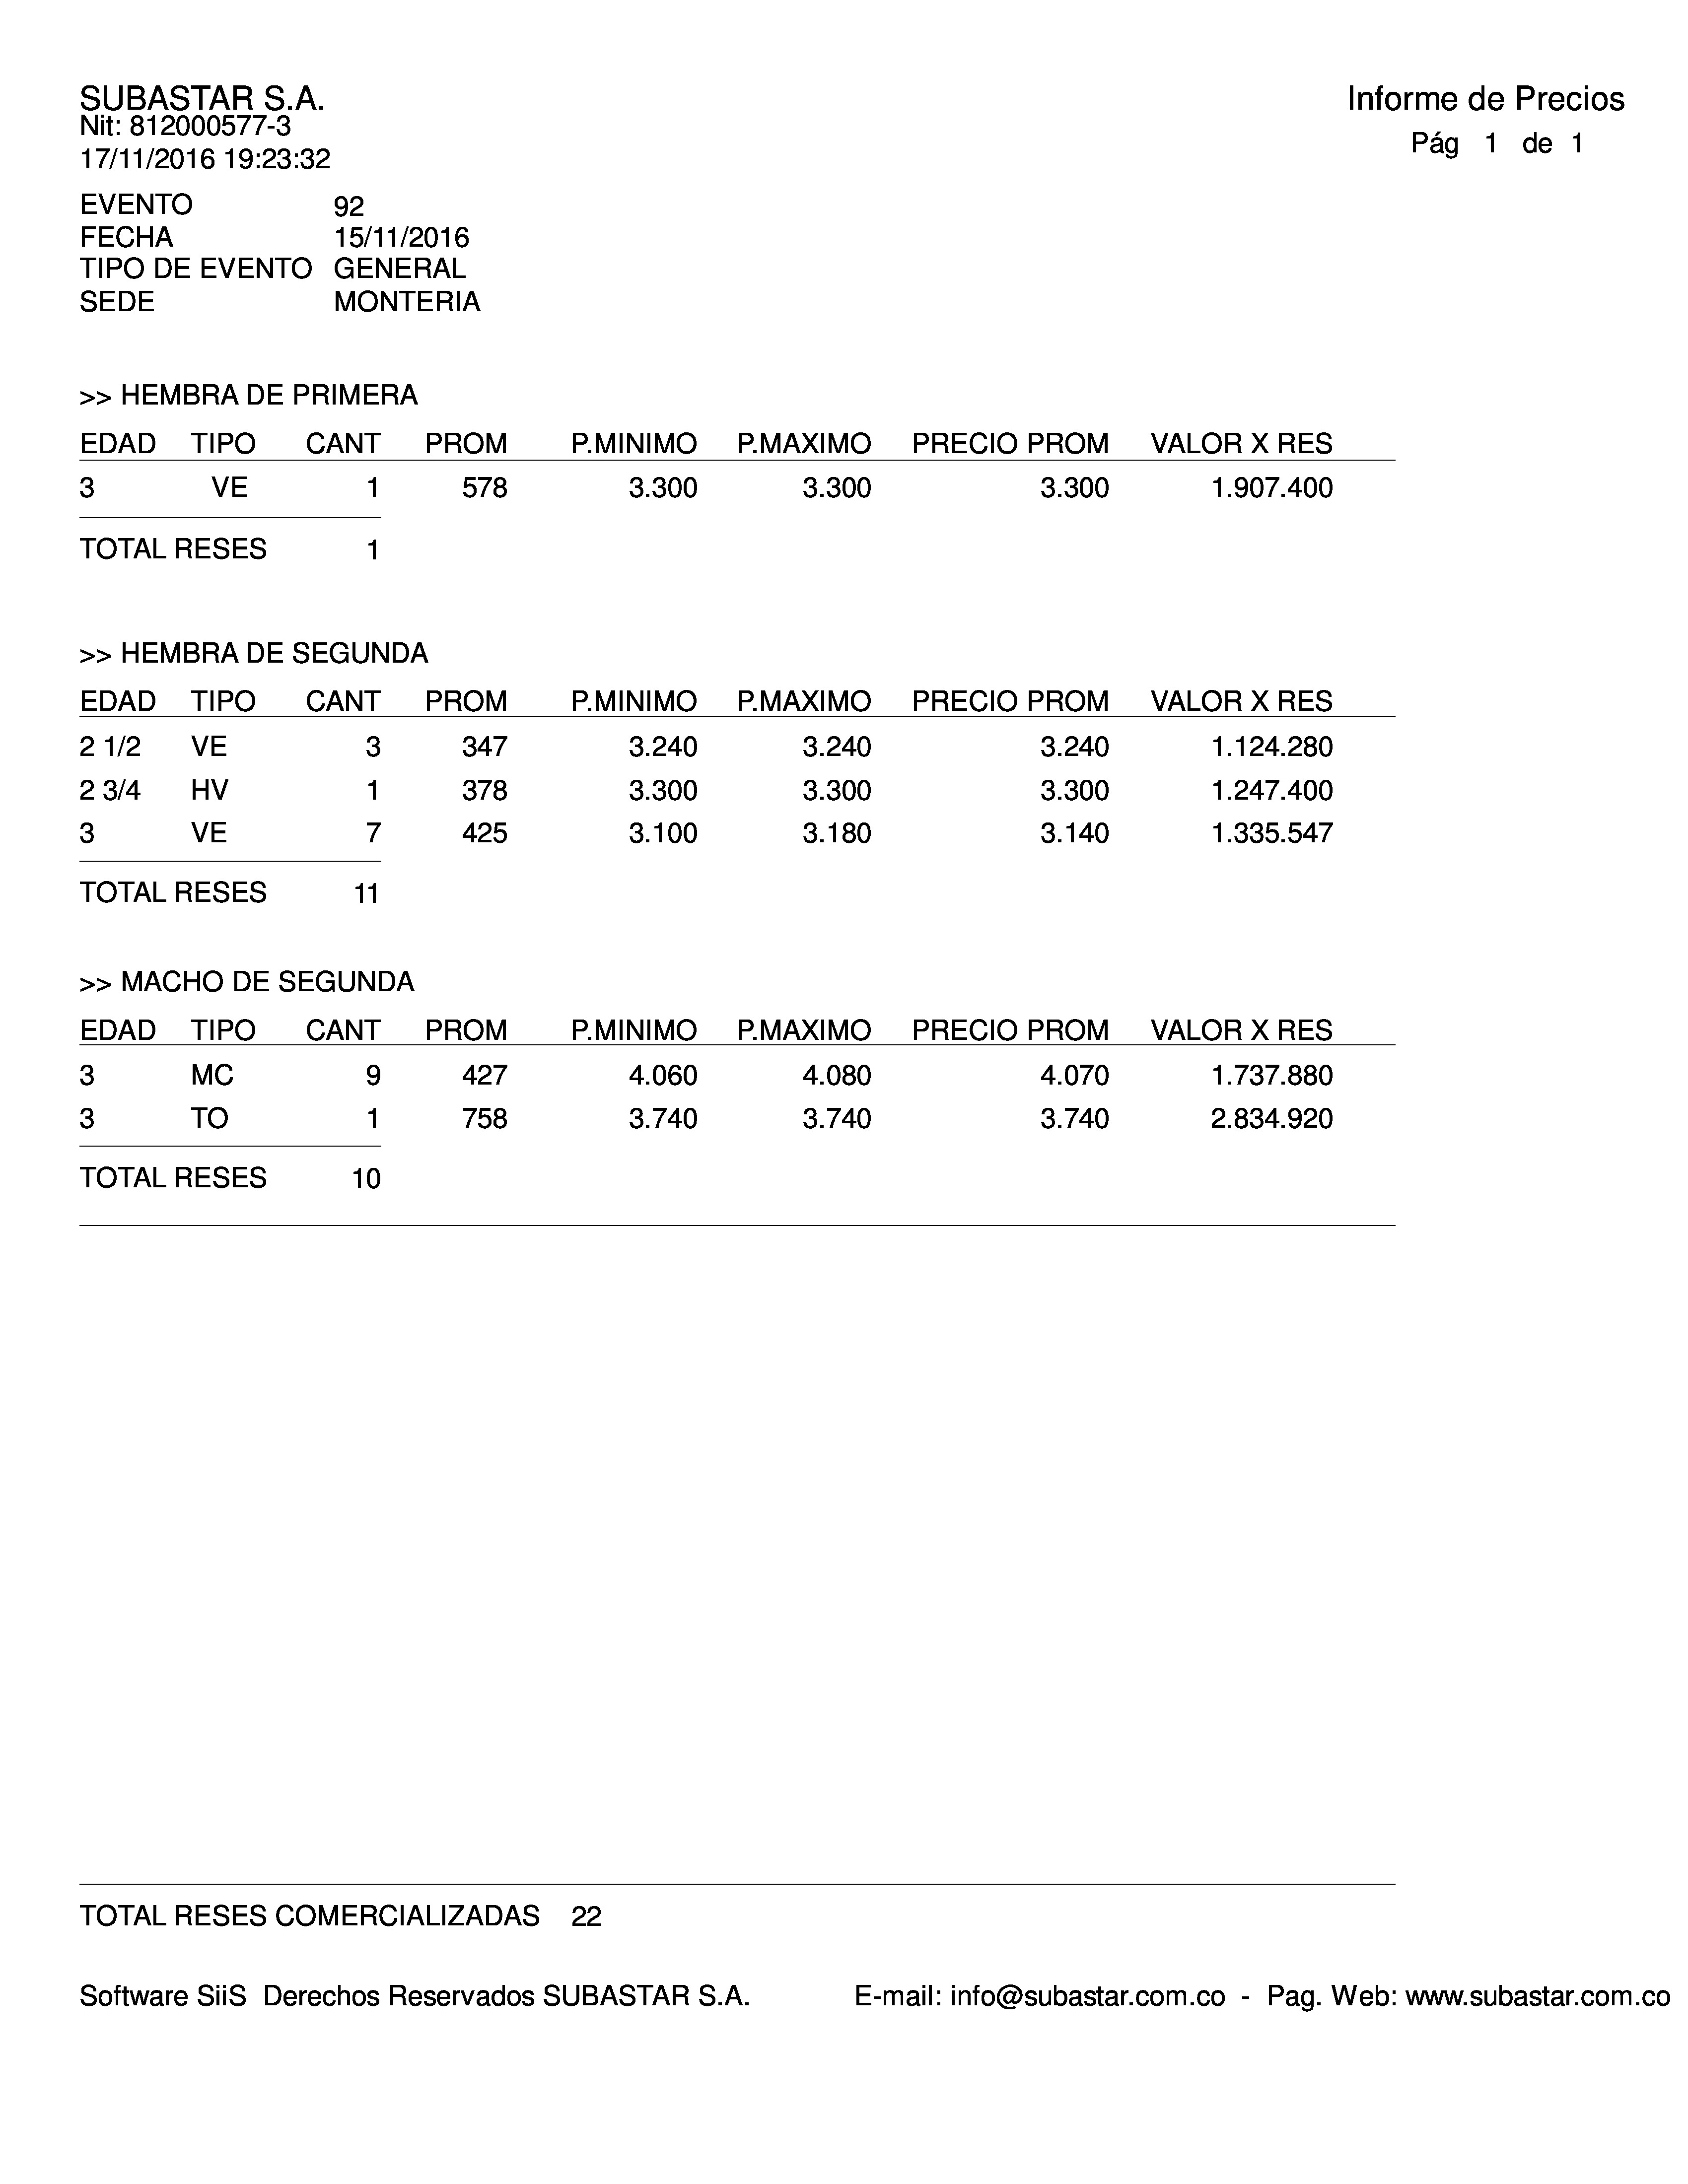 SUBASTAR S.A.
Informe de Precios
Nit: 812000577-3
Pág 1 de 1
17/11/2016 19:23:32
EVENTO 92
FECHA 15/11/2016
TIPO DE EVENTO GENERAL
SEDE MONTERIA
>> HEMBRA DE PRIMERA
EDAD TIPO CANT PROM P.MINIMO P.MAXIMO PRECIO PROM VALOR X RES
3 VE 1 578 3.300 3.300 3.300 1.907.400
TOTAL RESES 1
>> HEMBRA DE SEGUNDA
EDAD TIPO CANT PROM P.MINIMO P.MAXIMO PRECIO PROM VALOR X RES
2 1/2 VE 3 347 3.240 3.240 3.240 1.124.280
2 3/4 HV 1 378 3.300 3.300 3.300 1.247.400
3 VE 7 425 3.100 3.180 3.140 1.335.547
TOTAL RESES 11
>> MACHO DE SEGUNDA
EDAD TIPO CANT PROM P.MINIMO P.MAXIMO PRECIO PROM VALOR X RES
3 MC 9 427 4.060 4.080 4.070 1.737.880
3 TO 1 758 3.740 3.740 3.740 2.834.920
TOTAL RESES 10
TOTAL RESES COMERCIALIZADAS 22
Software SiiS Derechos Reservados SUBASTAR S.A. E-mail: info@subastar.com.co - Pag. Web: www.subastar.com.co